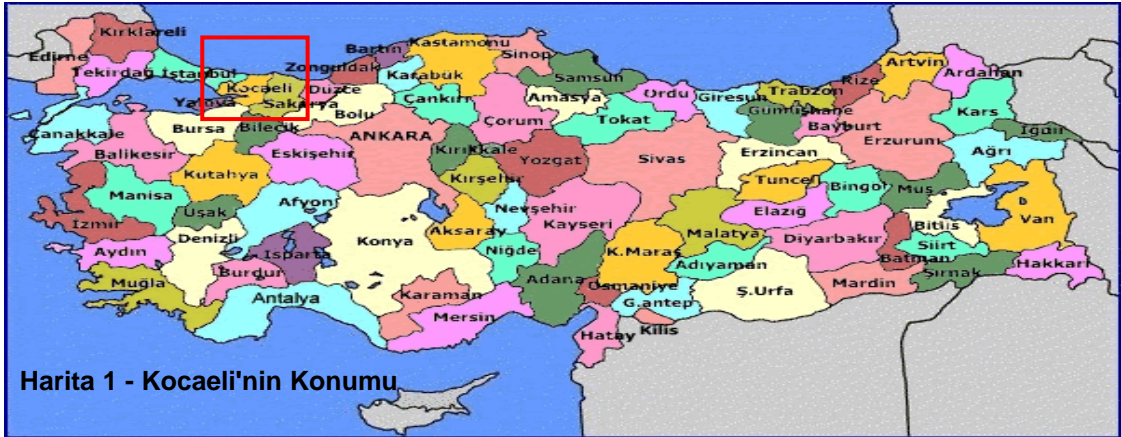 Kırklareli
Edirne
Tekirdağ
İstanbul
Kocaeli
Yalova
Sakarya
Düzce
Zonguldak
Bartın
Karabük
Kastamonu
Sinop
Samsun
Ordu
Giresun
Trabzon
Rize
Artvin
Ardahan
Çanakkale
Bursa
Bilecik
Bolu
Çankırı
Çorum
Amasya
Tokat
Gümüşhane
Bayburt
Erzurum
Kars
Iğdır
Balikesir
Kutahya
Eskişehir
ANKARA
Kırıkkale
Yozgat
Sivas
Erzincan
Ağrı
Manisa
Uşak
Afyon
Kırşehir
Nevşehir
Kayseri
Malatya
Elazığ
Tunceli
Bingöl
Muş
Bitlis
Van
İzmir
Aydın
Denizli
Isparta
Konya
Aksaray
Niğde
K.Maraş
Adıyaman
Diyarbakır
Batman
Siirt
Şırnak
Hakkari
Muğla
Burdur
Antalya
Karaman
Mersin
Adana
Osmaniye
G.antep
Ş.Urfa
Mardin
Hatay
Kilis
Harita 1 - Kocaeli'nin Konumu